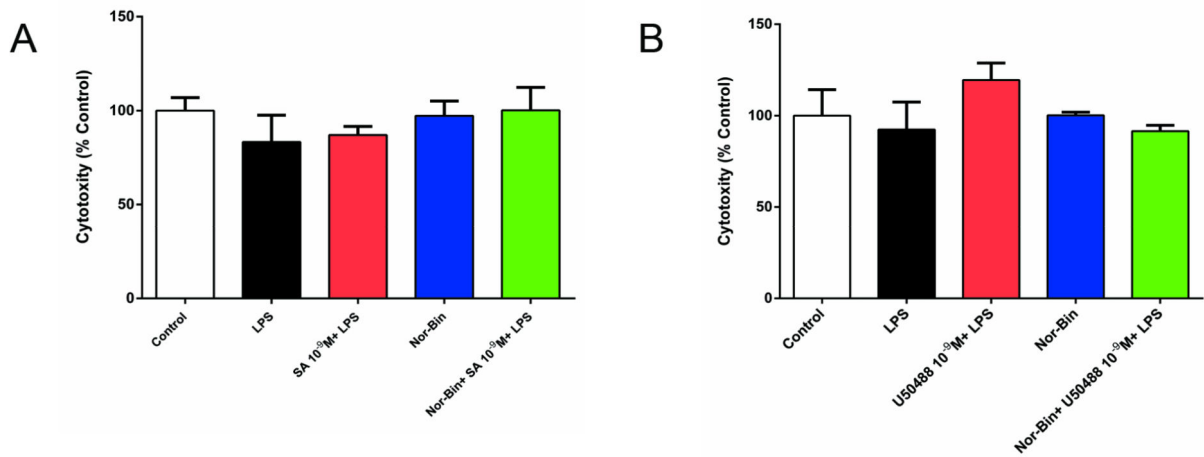 A
Cytotoxity (% Control)
150
100
50
0
Control
LPS
SA 10⁻⁹M+ LPS
Nor-Bin
Nor-Bin+ SA 10⁻⁹M+ LPS
B
Cytotoxity (% Control)
150
100
50
0
Control
LPS
U50488 10⁻⁹M+ LPS
Nor-Bin
Nor-Bin+ U50488 10⁻⁹M+ LPS